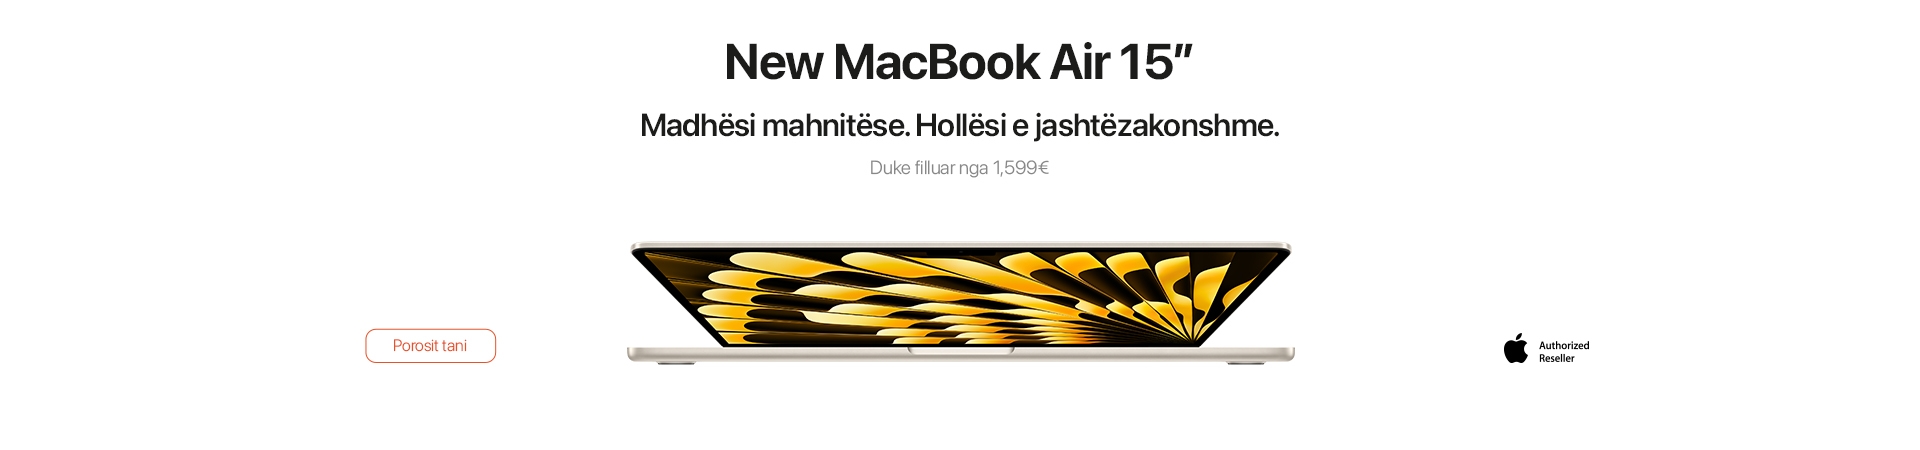 New MacBook Air 15”
Madhësi mahnitëse. Hollësi e jashtëzakonshme.
Duke filluar nga 1,599€
Porosit tani
Authorized
Reseller